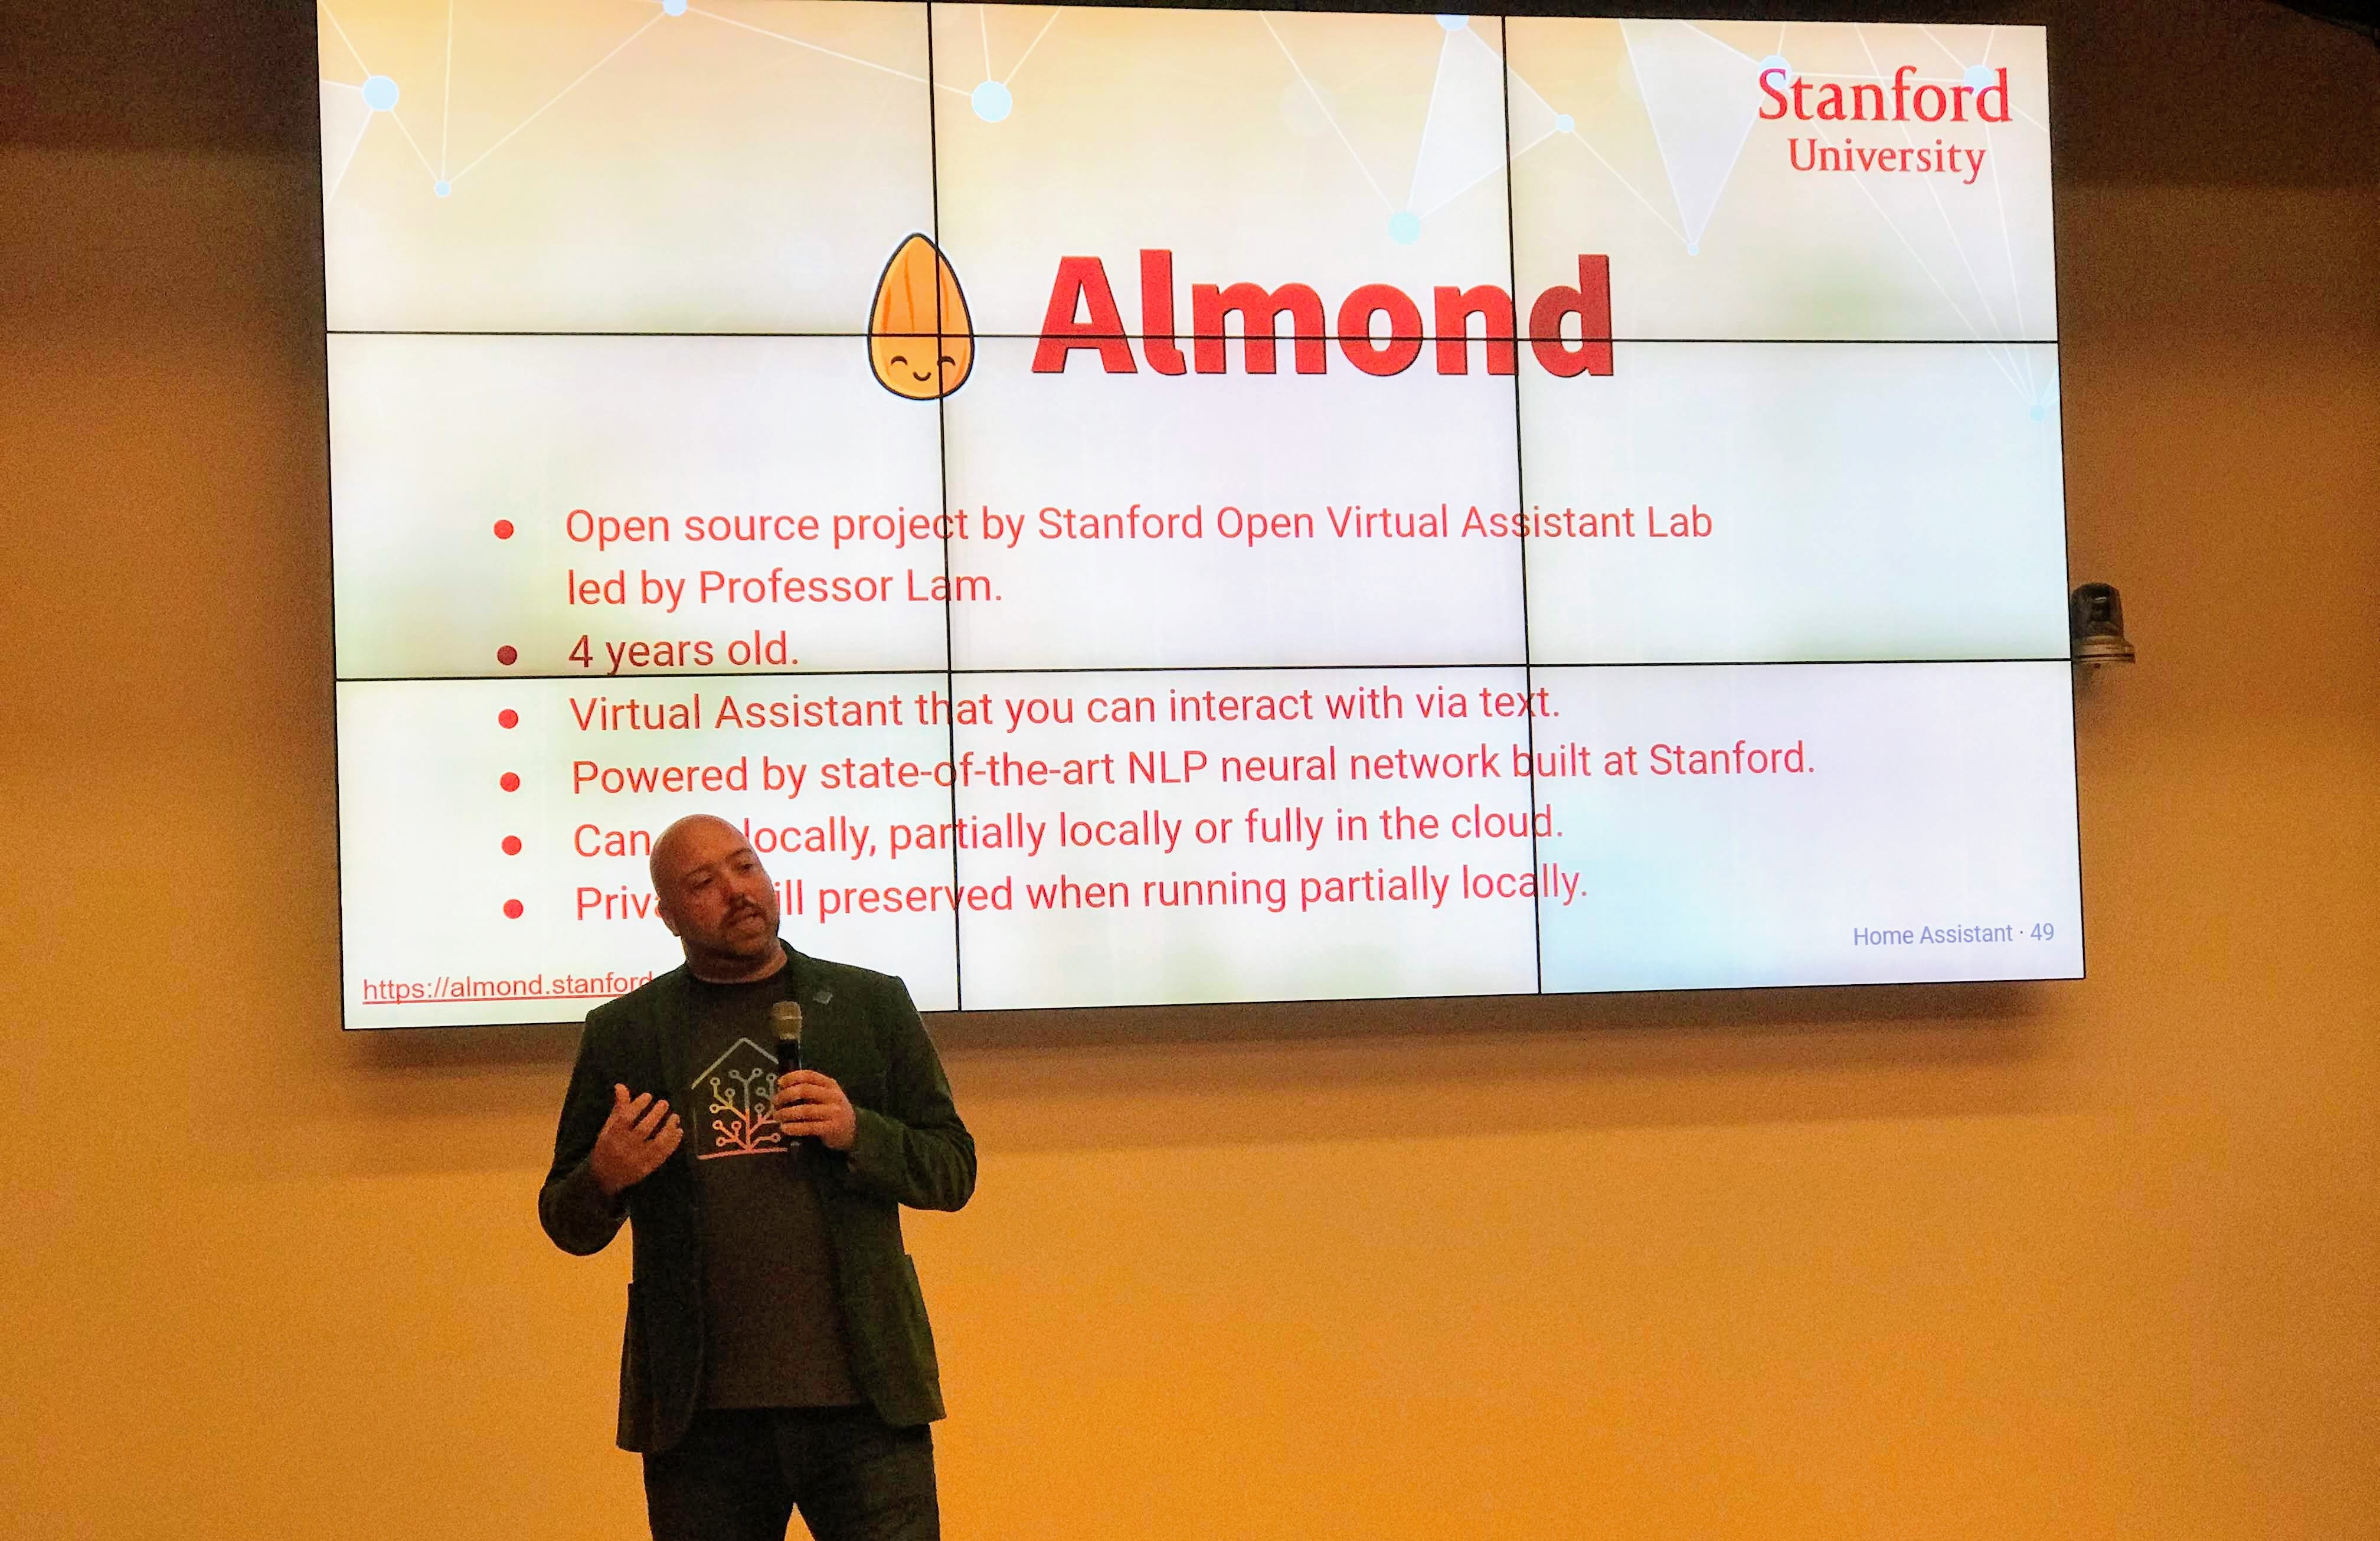 Stanford
University
Almond
● Open source project by Stanford Open Virtual Assistant Lab
led by Professor Lam.
● 4 years old.
● Virtual Assistant that you can interact with via text.
● Powered by state-of-the-art NLP neural network built at Stanford.
● Can locally, partially locally or fully in the cloud.
● preserved when running partially locally.
Home Assistant · 49
https://almond.stanford